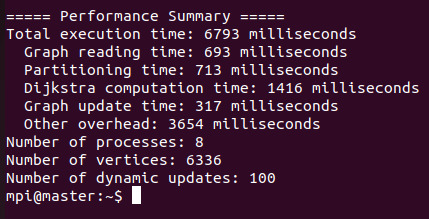 ===== Performance Summary =====
Total execution time: 6793 milliseconds
  Graph reading time: 693 milliseconds
  Partitioning time: 713 milliseconds
  Dijkstra computation time: 1416 milliseconds
  Graph update time: 317 milliseconds
  Other overhead: 3654 milliseconds
Number of processes: 8
Number of vertices: 6336
Number of dynamic updates: 100
mpi@master:~$